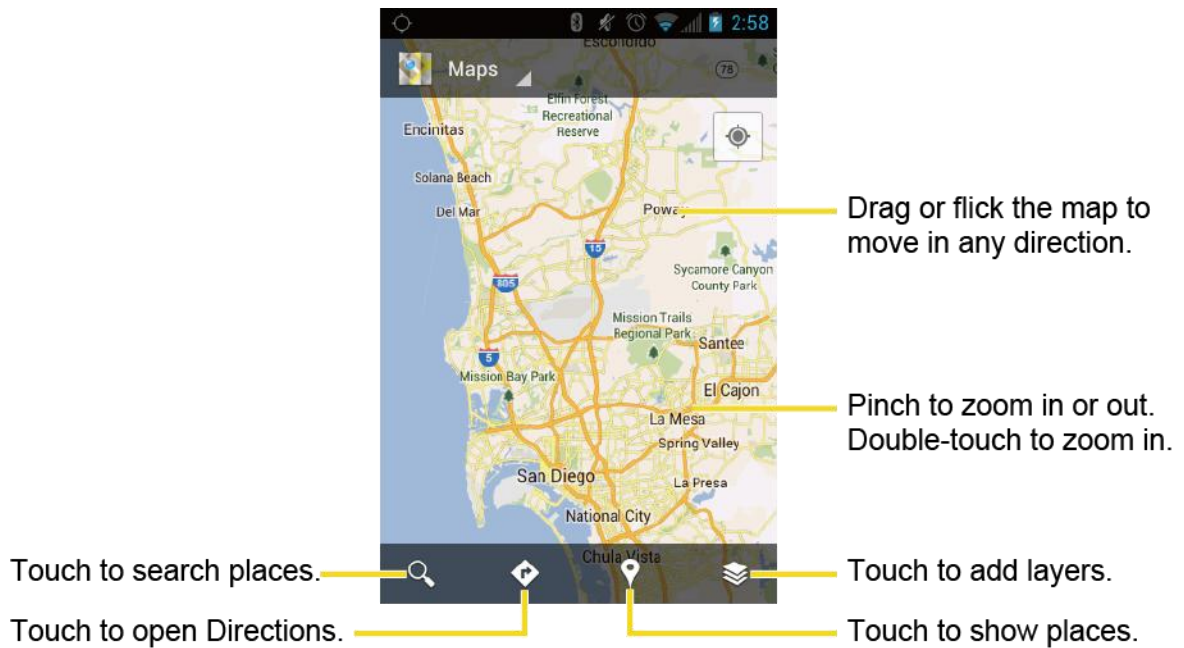 2:58
Escondido
Maps
78
Elfin Forest
Recreational
Reserve
Encinitas
Solana Beach
Del Mar
Poway
Drag or flick the map to
move in any direction.
15
805
Sycamore Canyon
County Park
Mission Trails
Regional Park
Santee
5
Mission Bay Park
El Cajon
La Mesa
Pinch to zoom in or out.
Double-touch to zoom in.
Spring Valley
San Diego
La Presa
National City
Chula Vista
Touch to search places.
Touch to add layers.
Touch to open Directions.
Touch to show places.